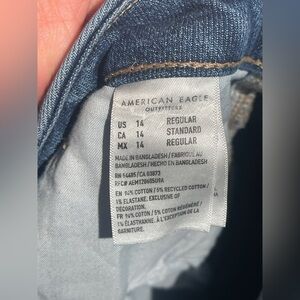 AMERICAN EAGLE
OUTFITTERS
US 14 REGULAR
CA 14 STANDARD
MX 14 REGULAR
MADE IN BANGLADESH / FABRIQUÉ AU
BANGLADESH / HECHO EN BANGLADESH
RN 54485/CA 03873
EN 94% COTTON / 5% RECYCLED COTTON /
1% ELASTANE, EXCLUSIVE OF
DECORATION.
FR 94% COTON / 5% COTON RÉGÉNÉRÉ /
1% ÉLASTHANNE. À L'EXCEPTION DE LA
GARNITURE.